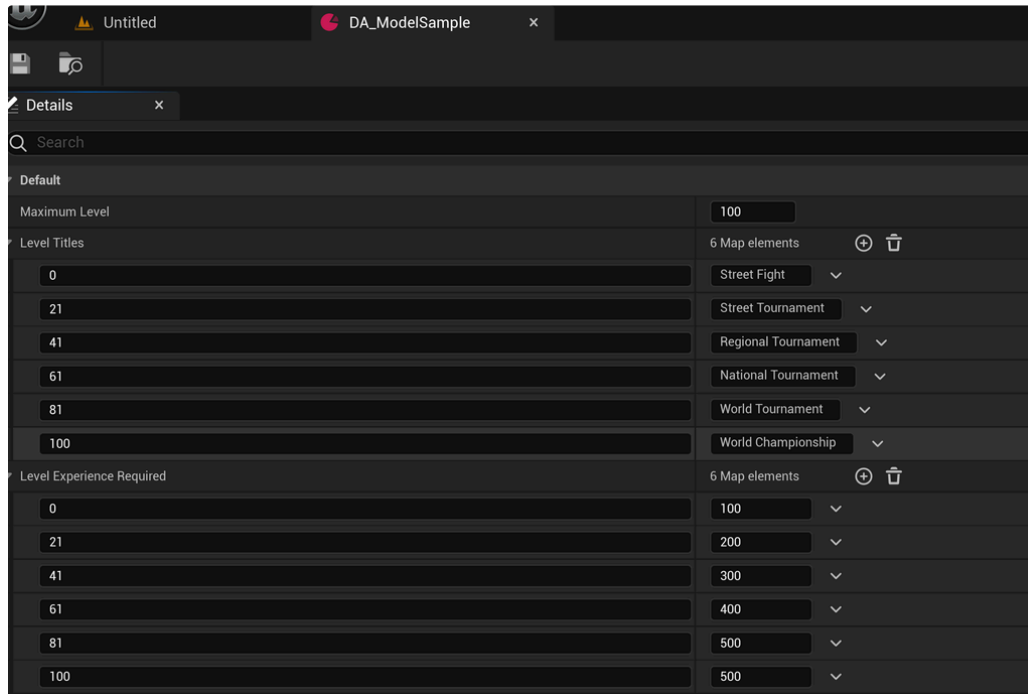 Untitled DA_ModelSample
Details
Search
Default
Maximum Level 100
Level Titles 6 Map elements
0 Street Fight
21 Street Tournament
41 Regional Tournament
61 National Tournament
81 World Tournament
100 World Championship
Level Experience Required 6 Map elements
0 100
21 200
41 300
61 400
81 500
100 500